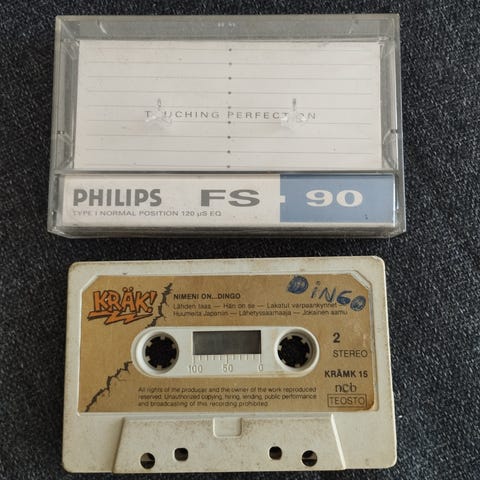 TOUCHING PERFECTION
PHILIPS FS - 90
TYPE I NORMAL POSITION 120 µS EQ
KRÄK!
NIMENI ON...DINGO
DiNGO
Lähden taas — Hän on se — Lakatut varpaankynnet —
Huumeita Japaniin — Lähetyssaarnaaja — Jokainen aamu
2
STEREO
100 50 0
KRÄMK 15
ncb
TEOSTO
All rights of the producer and the owner of the work reproduced
reserved. Unauthorized copying, hiring, lending, public performance
and broadcasting of this recording prohibited.